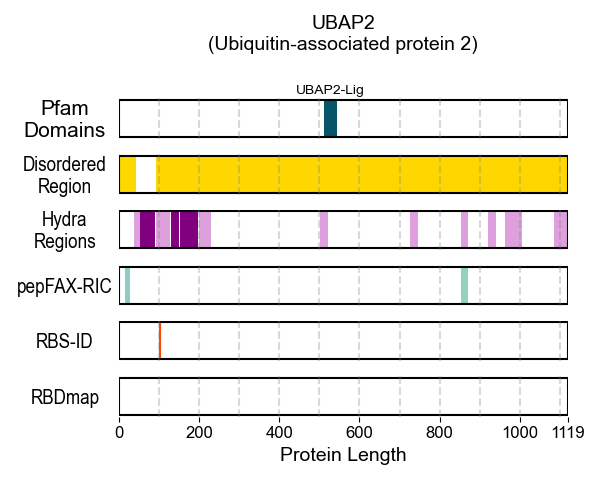 UBAP2
(Ubiquitin-associated protein 2)
UBAP2-Lig
Pfam
Domains
Disordered
Region
Hydra
Regions
pepFAX-RIC
RBS-ID
RBDmap
0 200 400 600 800 1000 1119
Protein Length